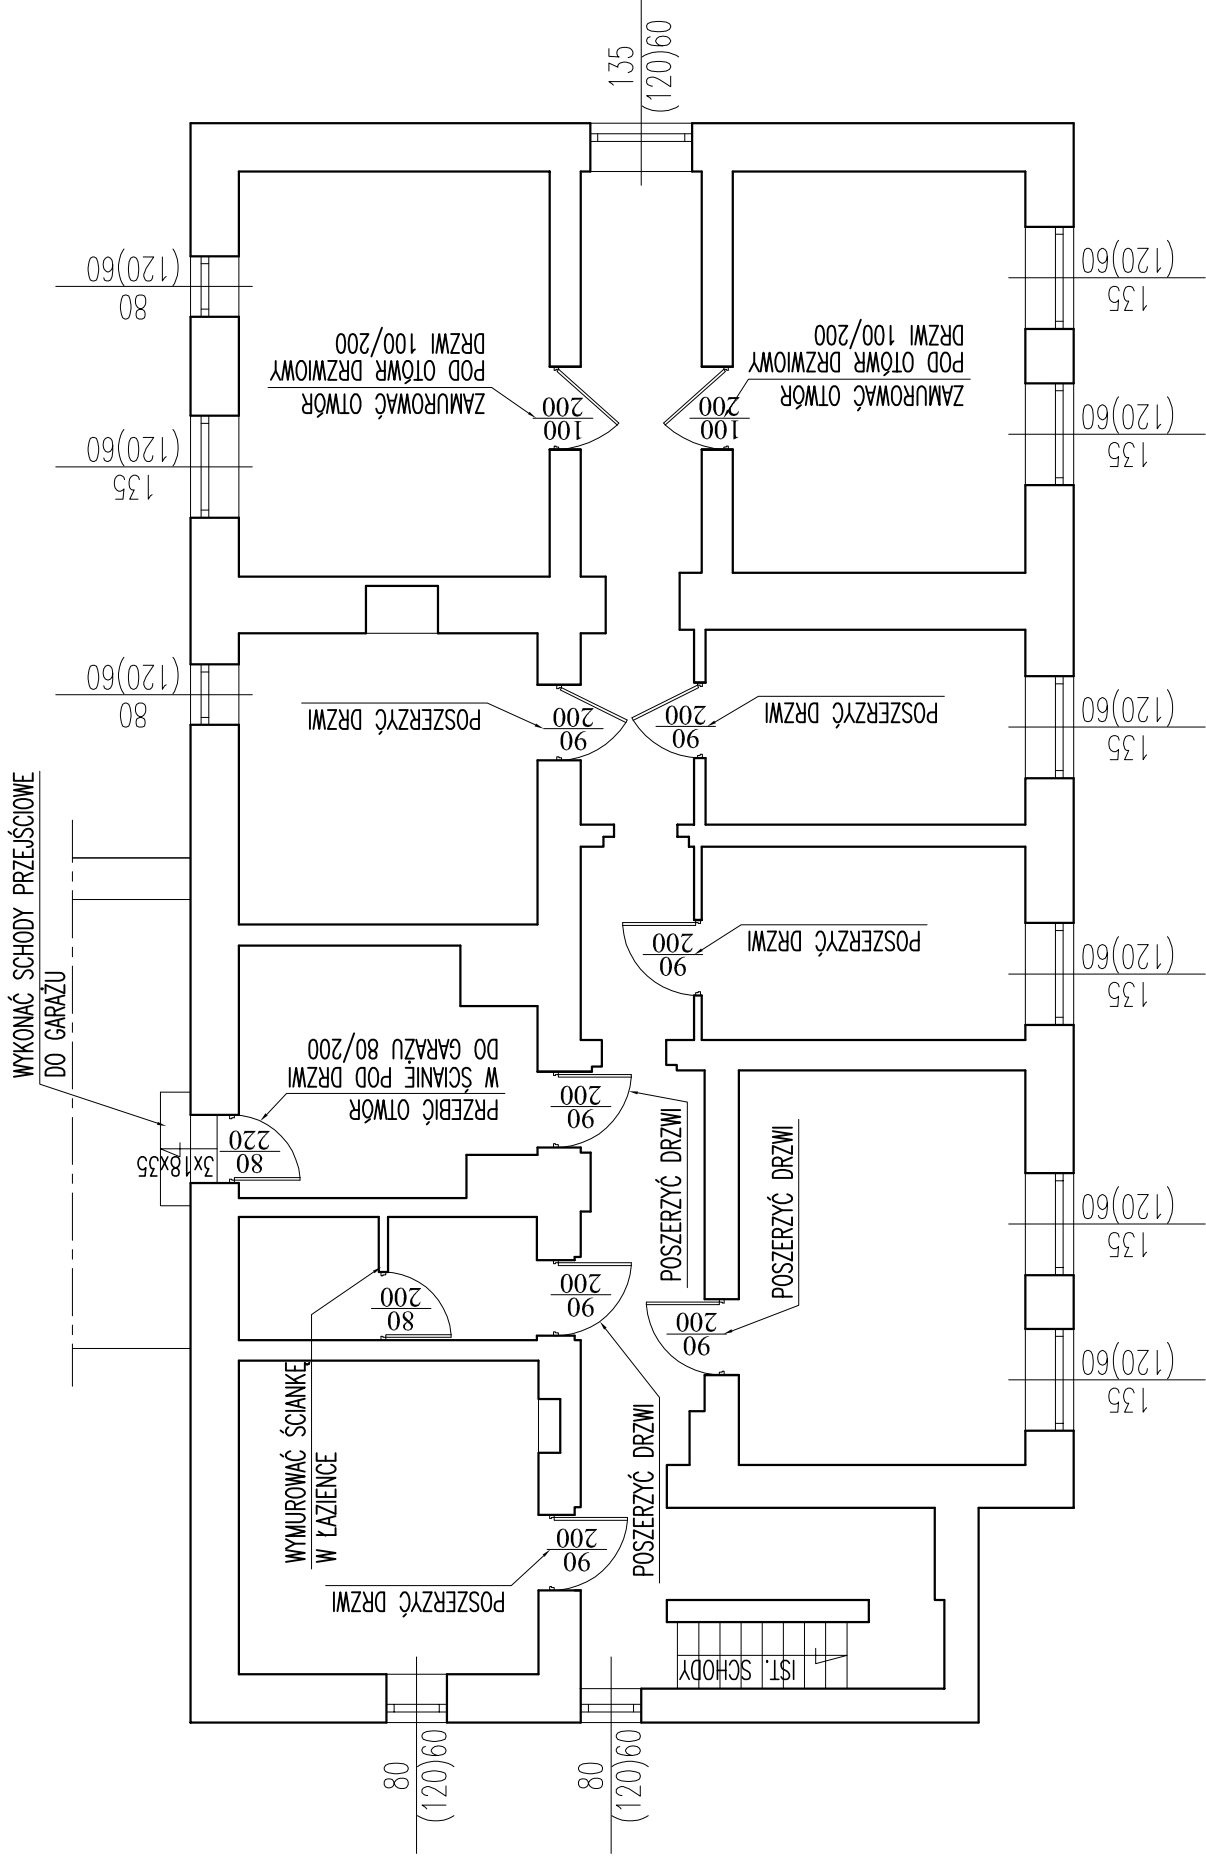 135
(120)60
(120)60
80
(120)60
135
ZAMUROWAĆ OTWÓR
POD OTÓWR DRZWIOWY
DRZWI 100/200
100
200
100
200
ZAMUROWAĆ OTWÓR
POD OTÓWR DRZWIOWY
DRZWI 100/200
(120)60
135
(120)60
135
(120)60
80
POSZERZYĆ DRZWI
90
200
90
200
POSZERZYĆ DRZWI
(120)60
135
WYKONAĆ SCHODY PRZEJŚCIOWE
DO GARAŻU
90
200
POSZERZYĆ DRZWI
(120)60
135
PRZEBIĆ OTWÓR
W ŚCIANIE POD DRZWI
DO GARAŻU 80/200
3x18x35
80
220
90
200
POSZERZYĆ DRZWI
POSZERZYĆ DRZWI
(120)60
135
80
200
90
200
90
200
(120)60
135
WYMUROWAĆ ŚCIANKĘ
W ŁAZIENCE
POSZERZYĆ DRZWI
90
200
POSZERZYĆ DRZWI
IST. SCHODY
80
(120)60
80
(120)60